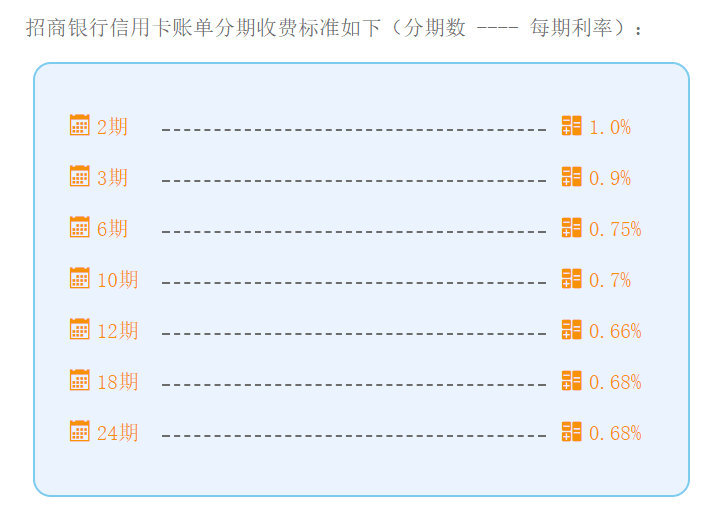 招商银行信用卡账单分期收费标准如下（分期数 ---- 每期利率）：
2期 1.0%
3期 0.9%
6期 0.75%
10期 0.7%
12期 0.66%
18期 0.68%
24期 0.68%